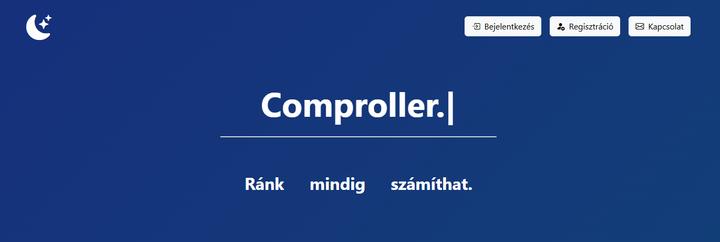 Bejelentkezés Regisztráció Kapcsolat
Comproller.|
Ránk mindig számíthat.